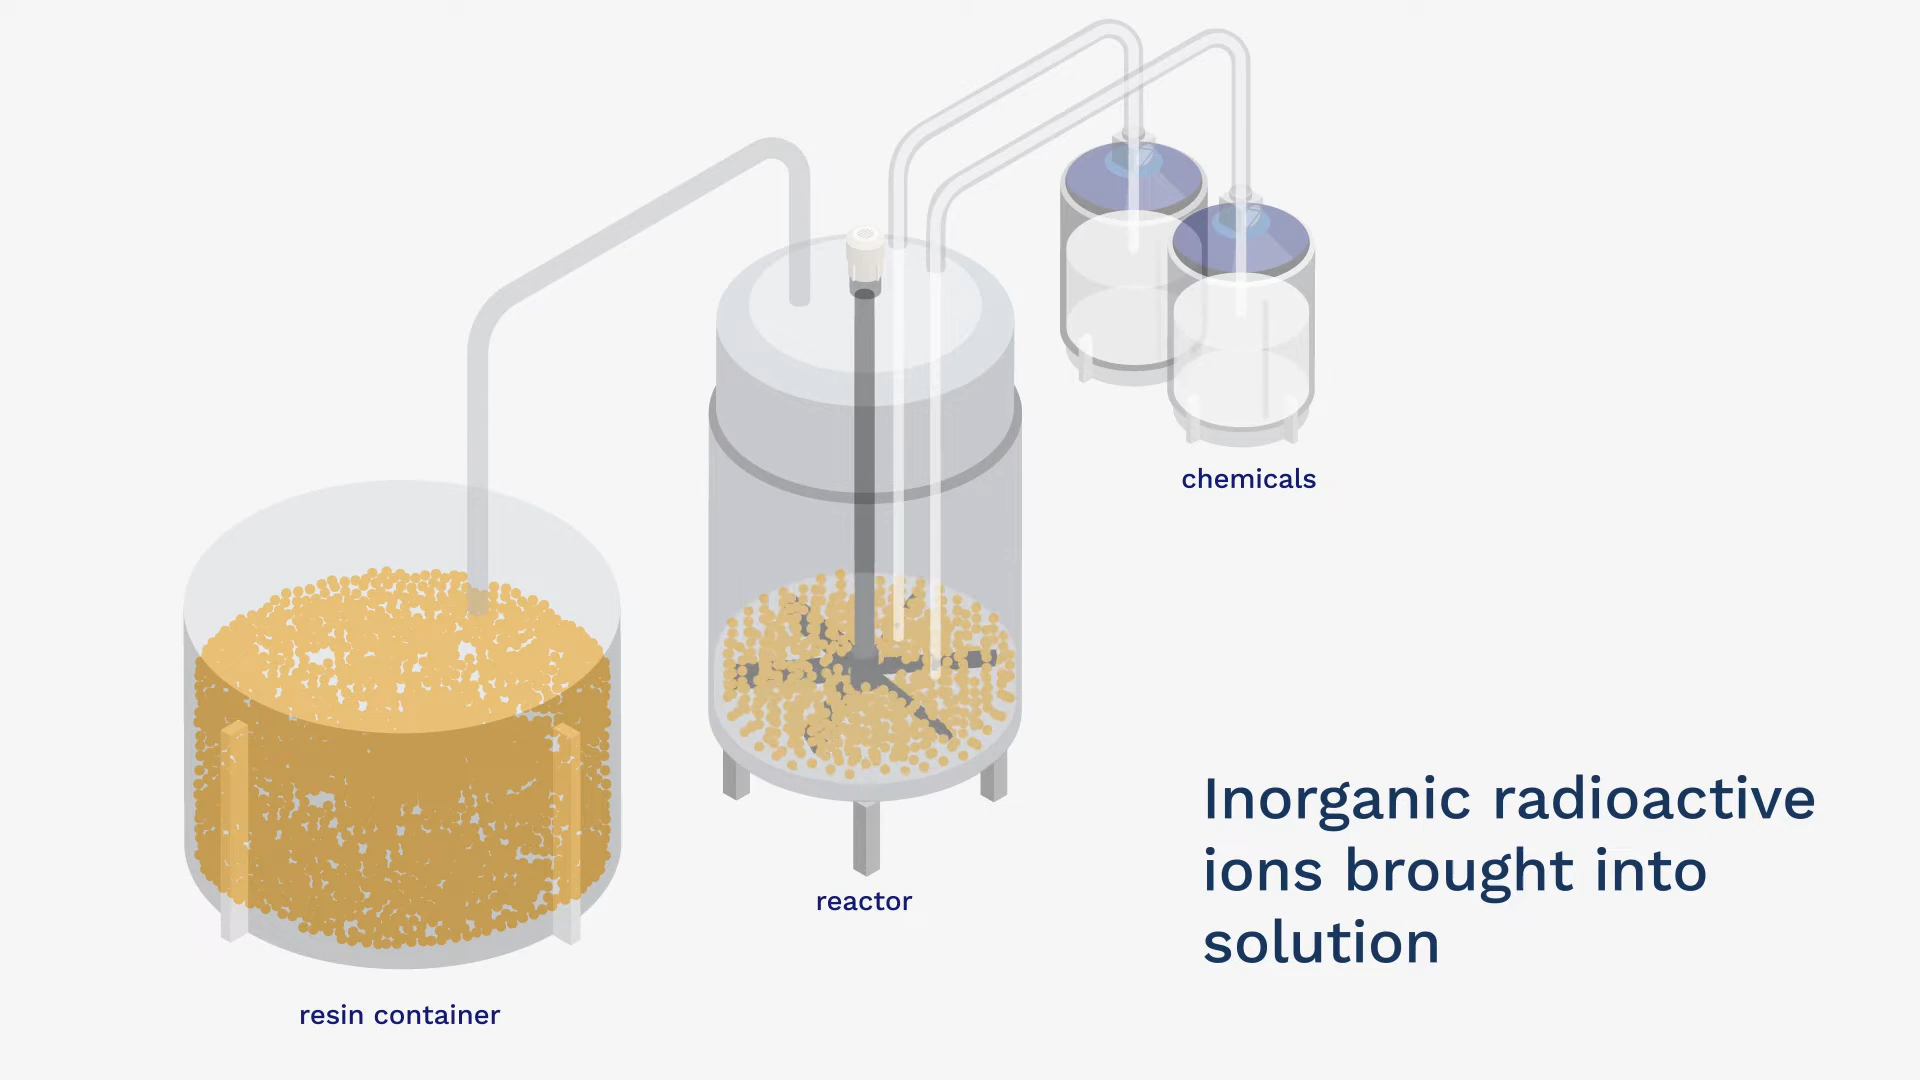 chemicals
Inorganic radioactive
ions brought into
solution
reactor
resin container